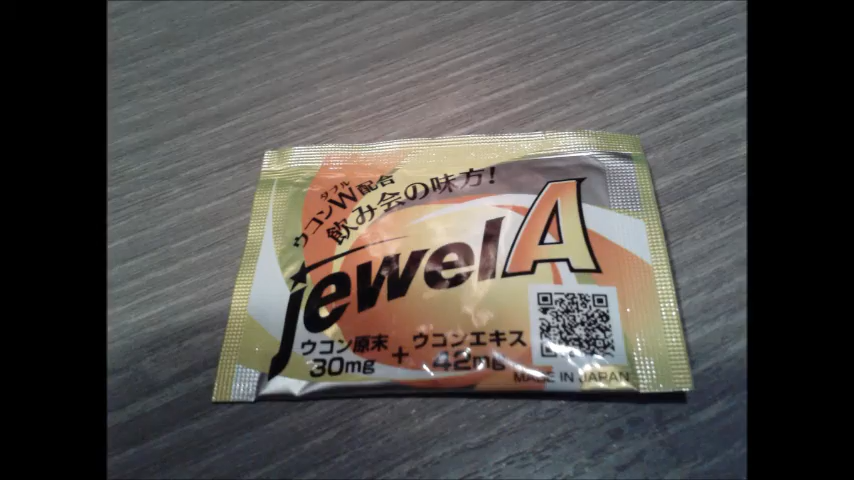 ダブル
ウコンW配合
飲み会の味方!
jewelA
ウコン原末 + ウコンエキス
30mg 42mg
MADE IN JAPAN